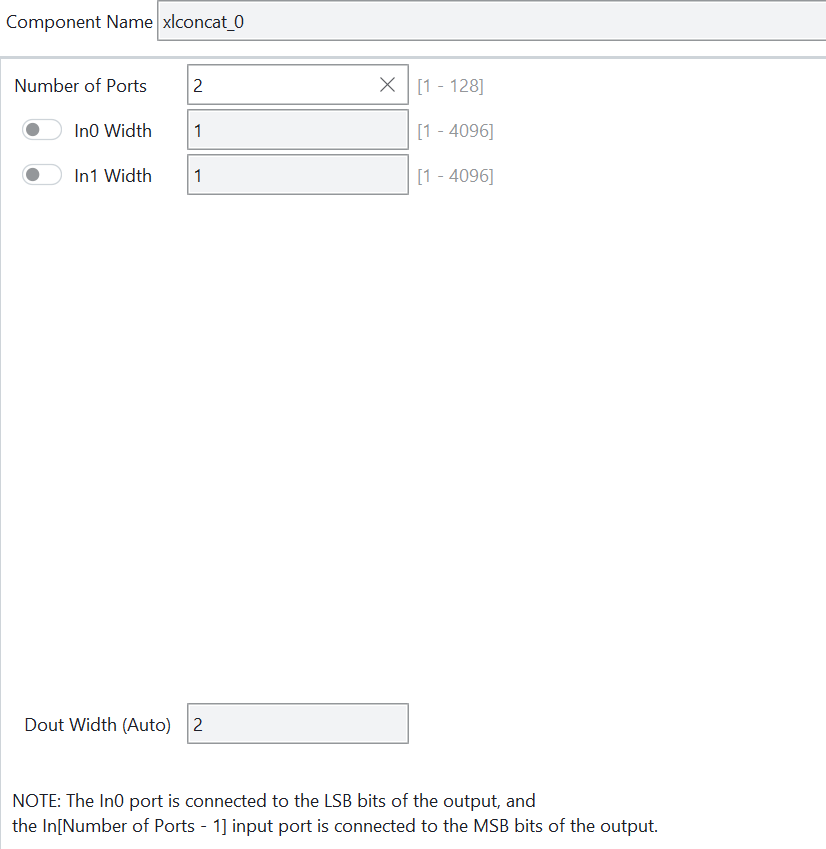 Component Name xlconcat_0
Number of Ports 2 [1 - 128]
In0 Width 1 [1 - 4096]
In1 Width 1 [1 - 4096]
Dout Width (Auto) 2
NOTE: The In0 port is connected to the LSB bits of the output, and
the In[Number of Ports - 1] input port is connected to the MSB bits of the output.